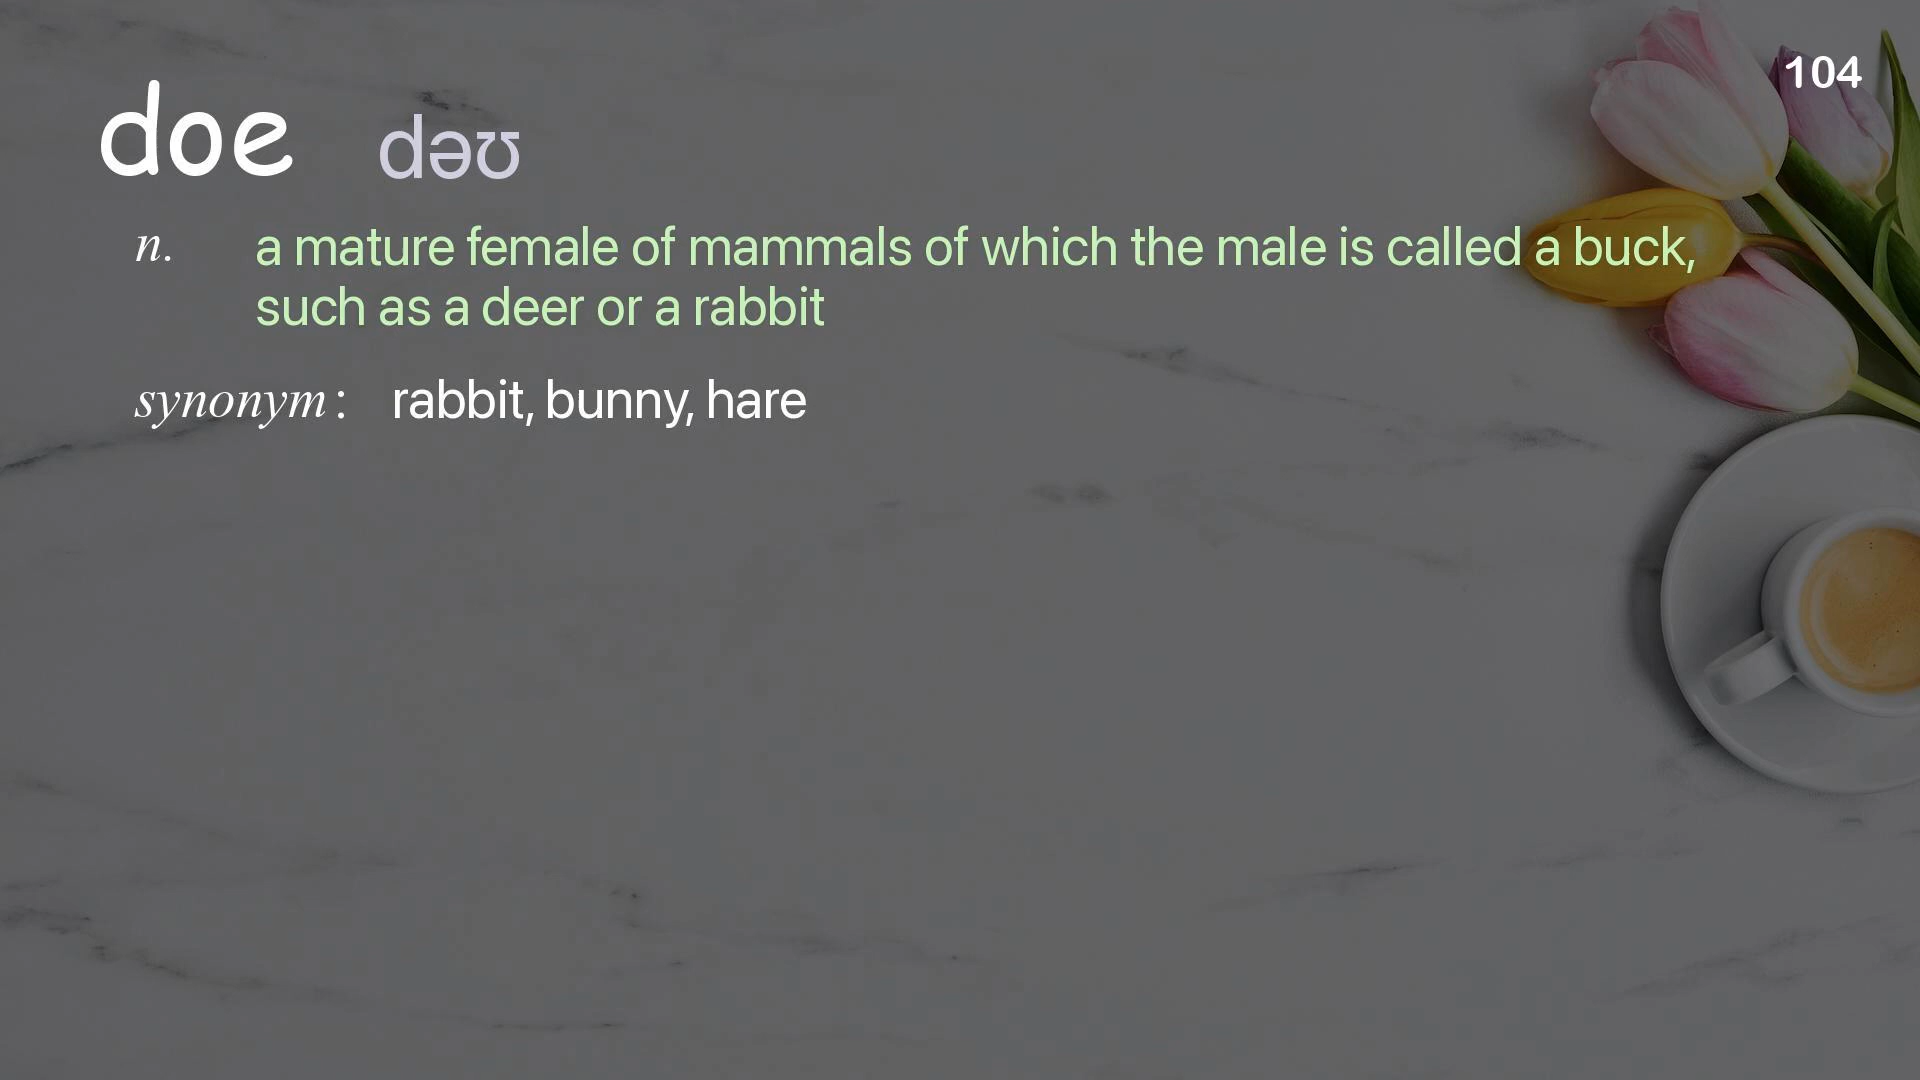 104
doe dəʊ
n. a mature female of mammals of which the male is called a buck,
such as a deer or a rabbit
synonym: rabbit, bunny, hare